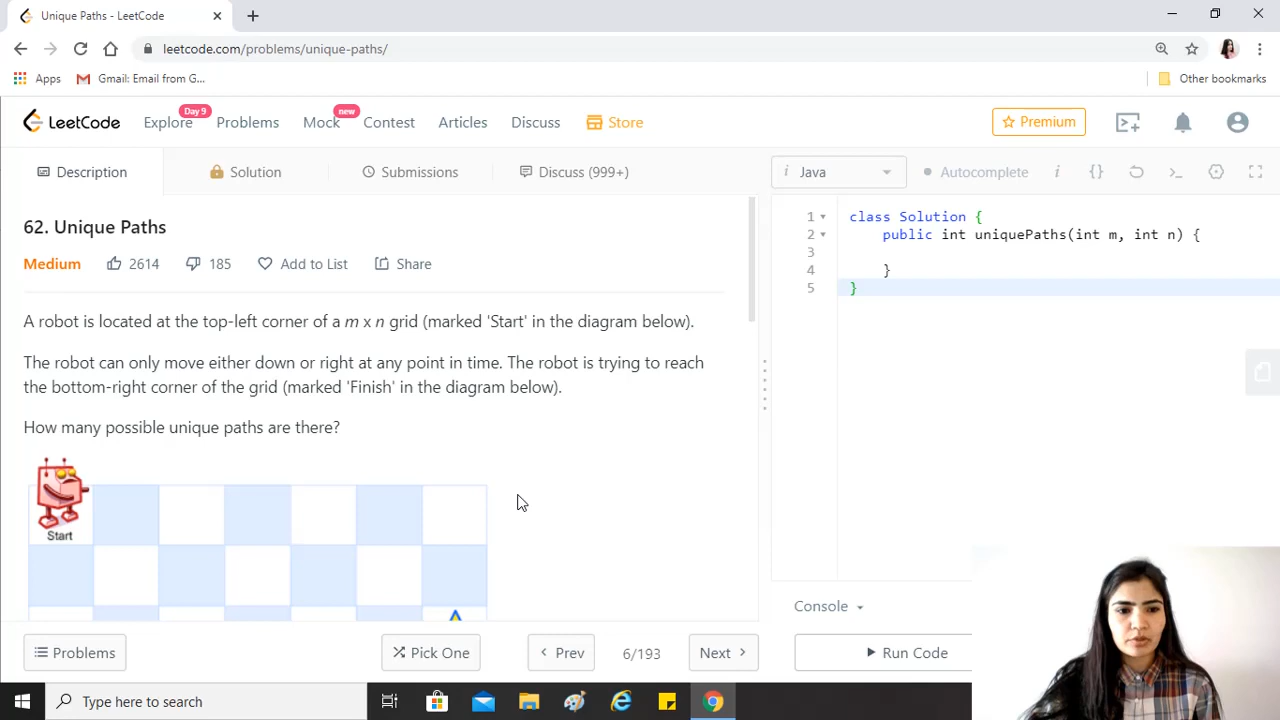 Unique Paths - LeetCode
leetcode.com/problems/unique-paths/
Apps Gmail: Email from G... Other bookmarks
LeetCode Explore Day 9 Problems Mock new Contest Articles Discuss Store Premium
Description Solution Submissions Discuss (999+)
62. Unique Paths
Medium 2614 185 Add to List Share
A robot is located at the top-left corner of a m x n grid (marked 'Start' in the diagram below).
The robot can only move either down or right at any point in time. The robot is trying to reach
the bottom-right corner of the grid (marked 'Finish' in the diagram below).
How many possible unique paths are there?
Start
Problems Pick One Prev 6/193 Next
i Java Autocomplete i {}
1 class Solution {
2 public int uniquePaths(int m, int n) {
3
4 }
5 }
Console
Run Code
Type here to search